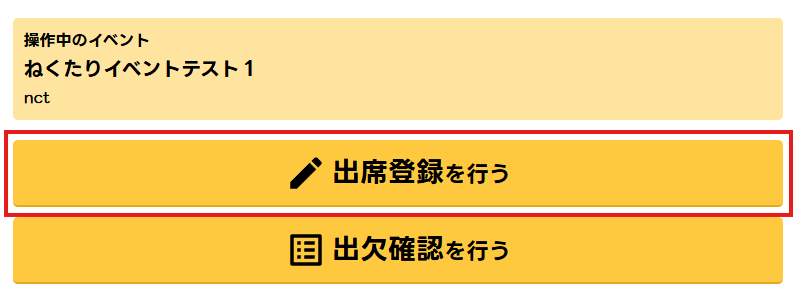 操作中のイベント
ねくたりイベントテスト１
nct
出席登録を行う
出欠確認を行う